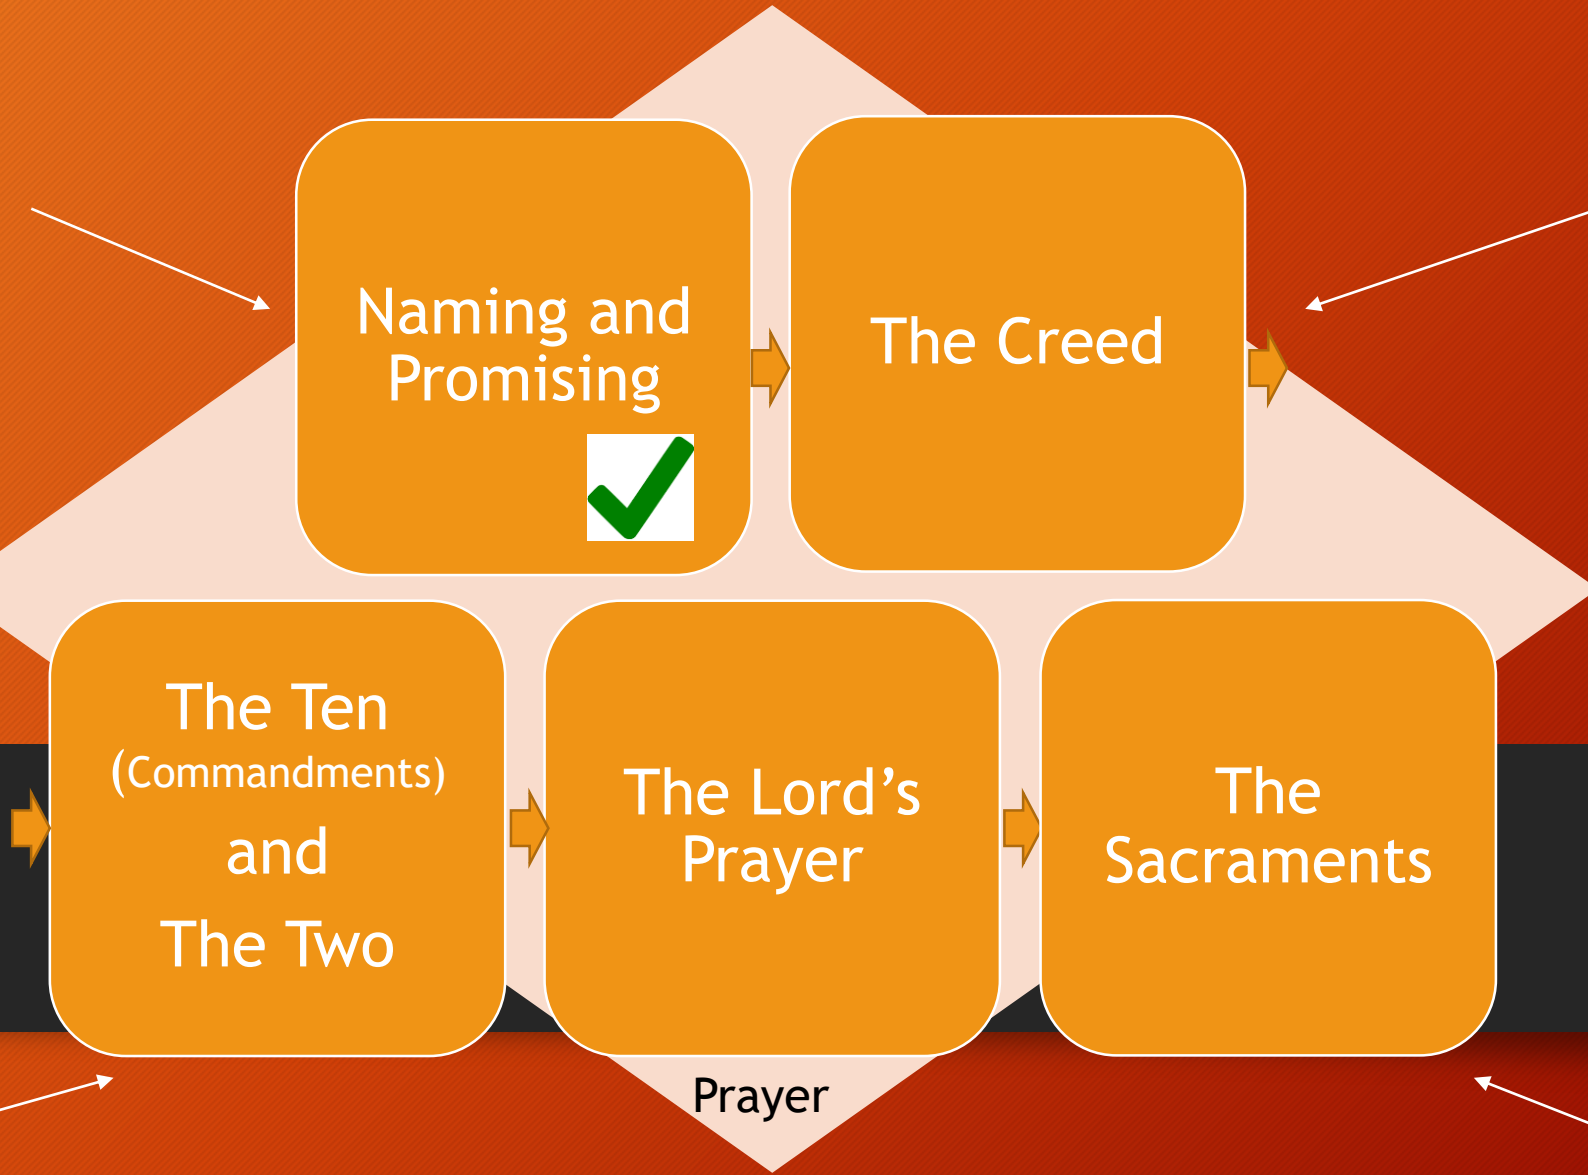 Naming and
Promising
The Creed
The Ten
(Commandments)
and
The Two
The Lord’s
Prayer
The
Sacraments
Prayer